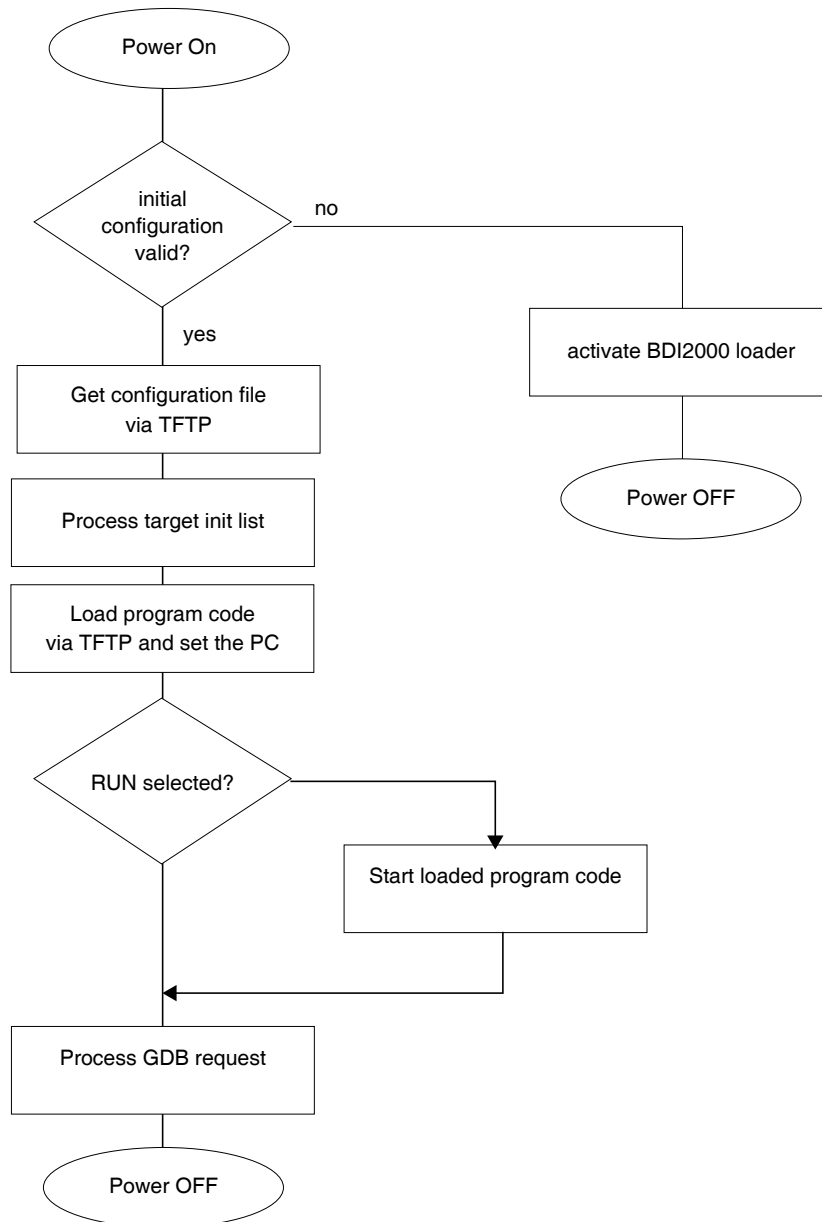 Power On
initial
configuration
valid?
no
yes
activate BDI2000 loader
Get configuration file
via TFTP
Power OFF
Process target init list
Load program code
via TFTP and set the PC
RUN selected?
Start loaded program code
Process GDB request
Power OFF